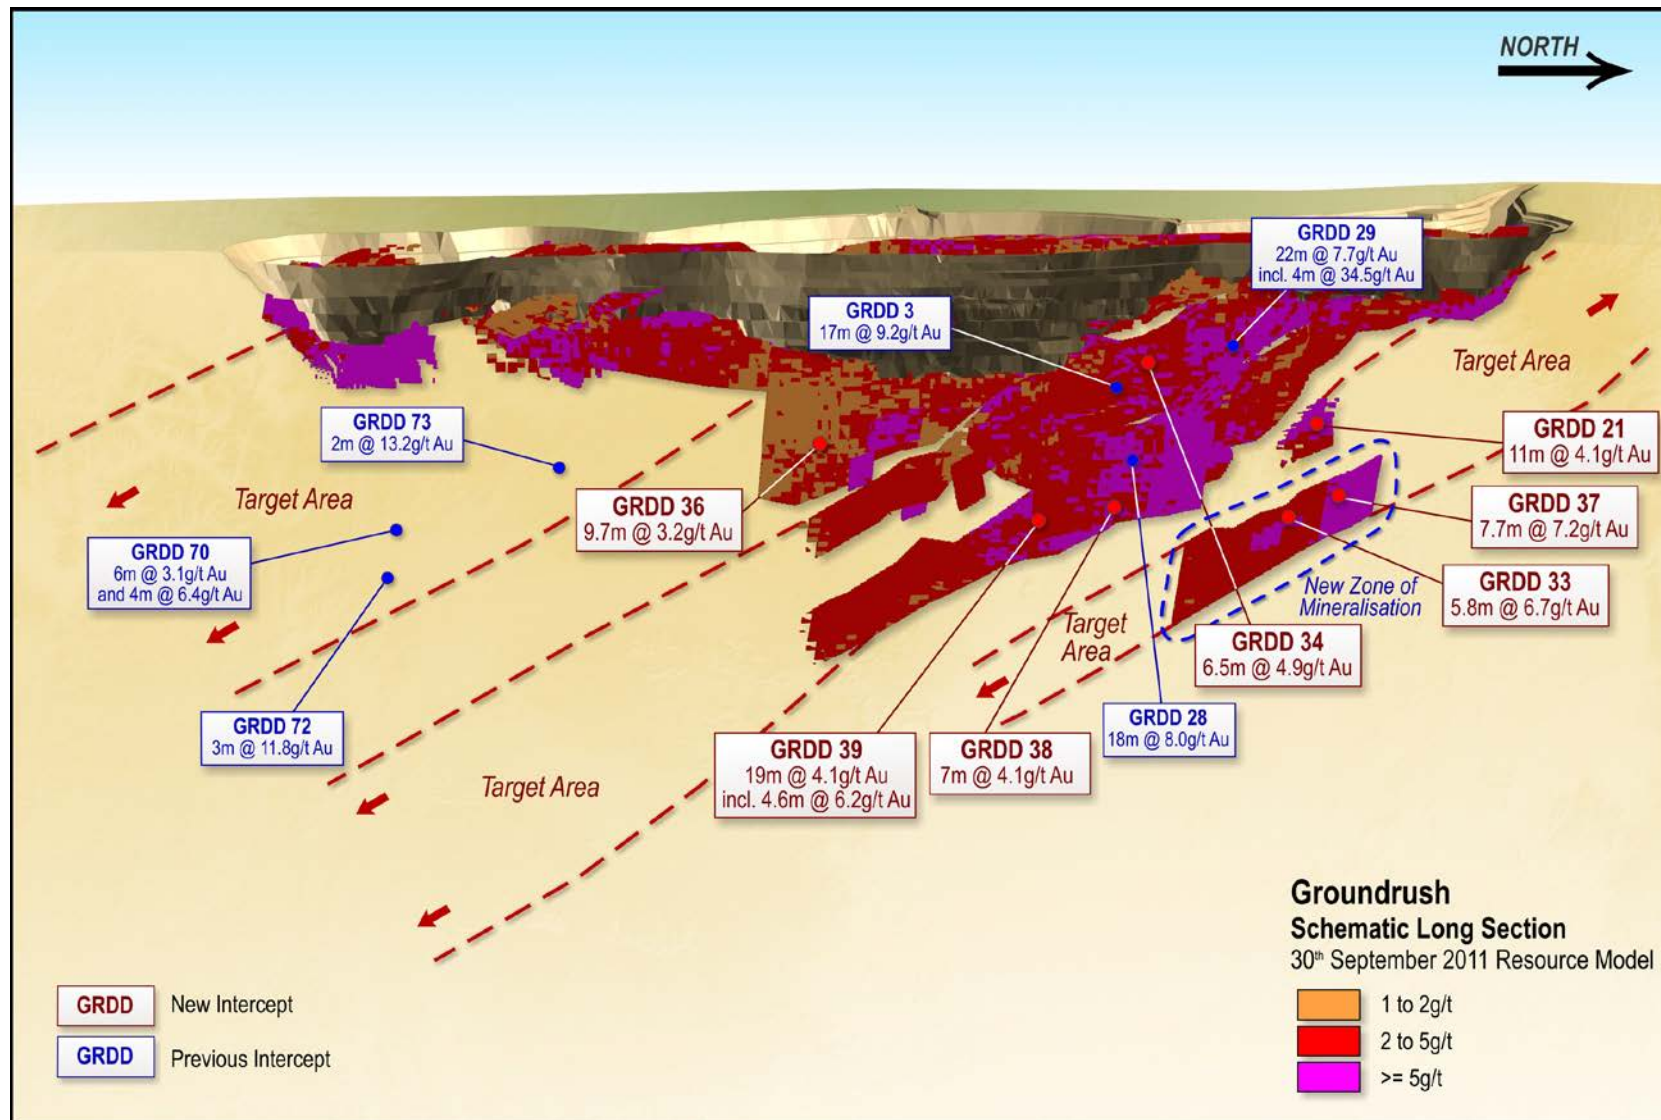 NORTH
GRDD 29
22m @ 7.7g/t Au
incl. 4m @ 34.5g/t Au
GRDD 3
17m @ 9.2g/t Au
Target Area
GRDD 73
2m @ 13.2g/t Au
GRDD 21
11m @ 4.1g/t Au
Target Area
GRDD 36
9.7m @ 3.2g/t Au
GRDD 37
7.7m @ 7.2g/t Au
GRDD 70
6m @ 3.1g/t Au
and 4m @ 6.4g/t Au
New Zone of
Mineralisation
GRDD 33
5.8m @ 6.7g/t Au
Target
Area
GRDD 34
6.5m @ 4.9g/t Au
GRDD 72
3m @ 11.8g/t Au
GRDD 28
18m @ 8.0g/t Au
GRDD 39
19m @ 4.1g/t Au
incl. 4.6m @ 6.2g/t Au
GRDD 38
7m @ 4.1g/t Au
Target Area
Groundrush
Schematic Long Section
30th September 2011 Resource Model
1 to 2g/t
2 to 5g/t
>= 5g/t
GRDD New Intercept
GRDD Previous Intercept